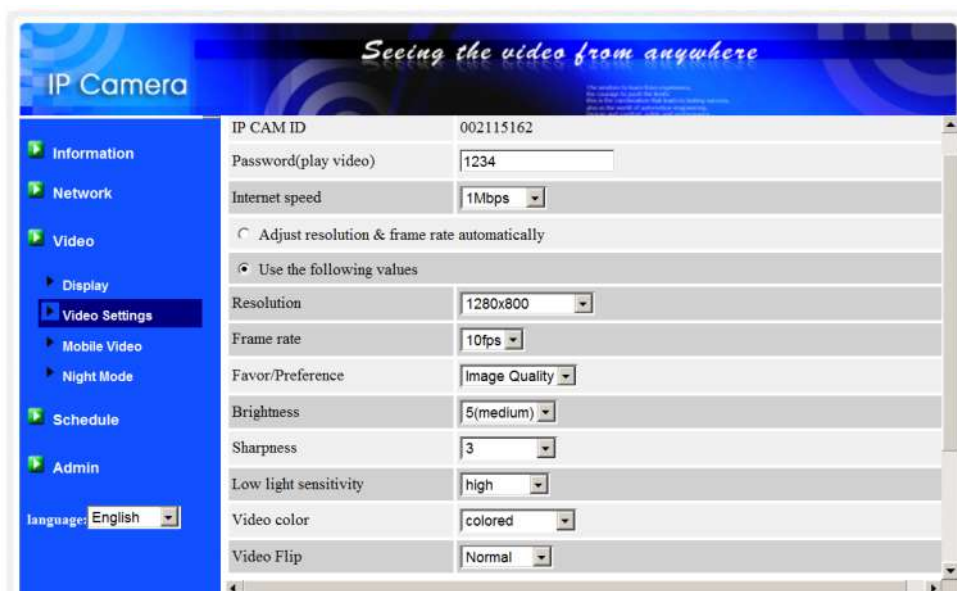 Seeing the video from anywhere
IP Camera
Information
Network
Video
Display
Video Settings
Mobile Video
Night Mode
Schedule
Admin
language: English
IP CAM ID 002115162
Password(play video) 1234
Internet speed 1Mbps
Adjust resolution & frame rate automatically
Use the following values
Resolution 1280x800
Frame rate 10fps
Favor/Preference Image Quality
Brightness 5(medium)
Sharpness 3
Low light sensitivity high
Video color colored
Video Flip Normal